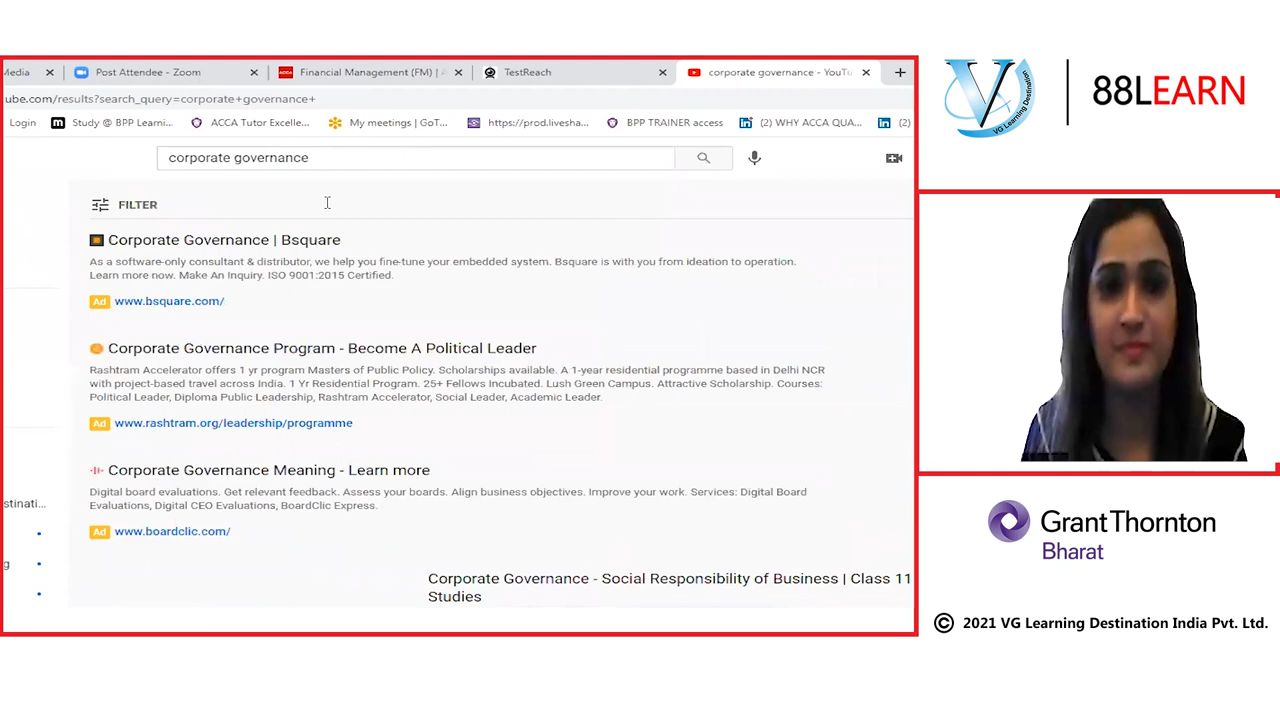 Media
Post Attendee - Zoom
Financial Management (FM) |
TestReach
corporate governance - YouTu
ube.com/results?search_query=corporate+governance+
Login
Study @ BPP Learni...
ACCA Tutor Excelle...
My meetings | GoT...
https://prod.livesha...
BPP TRAINER access
(2) WHY ACCA QUA...
(2)
corporate governance
FILTER
Corporate Governance | Bsquare
As a software-only consultant & distributor, we help you fine-tune your embedded system. Bsquare is with you from ideation to operation.
Learn more now. Make An Inquiry. ISO 9001:2015 Certified.
Ad www.bsquare.com/
Corporate Governance Program - Become A Political Leader
Rashtram Accelerator offers 1 yr program Masters of Public Policy. Scholarships available. A 1-year residential programme based in Delhi NCR
with project-based travel across India. 1 Yr Residential Program. 25+ Fellows Incubated. Lush Green Campus. Attractive Scholarship. Courses:
Political Leader, Diploma Public Leadership, Rashtram Accelerator, Social Leader, Academic Leader.
Ad www.rashtram.org/leadership/programme
Corporate Governance Meaning - Learn more
Digital board evaluations. Get relevant feedback. Assess your boards. Align business objectives. Improve your work. Services: Digital Board
Evaluations, Digital CEO Evaluations, BoardClic Express.
Ad www.boardclic.com/
stinati...
g
Corporate Governance - Social Responsibility of Business | Class 11
Studies
VG Learning Destination
88LEARN
Grant Thornton
Bharat
© 2021 VG Learning Destination India Pvt. Ltd.